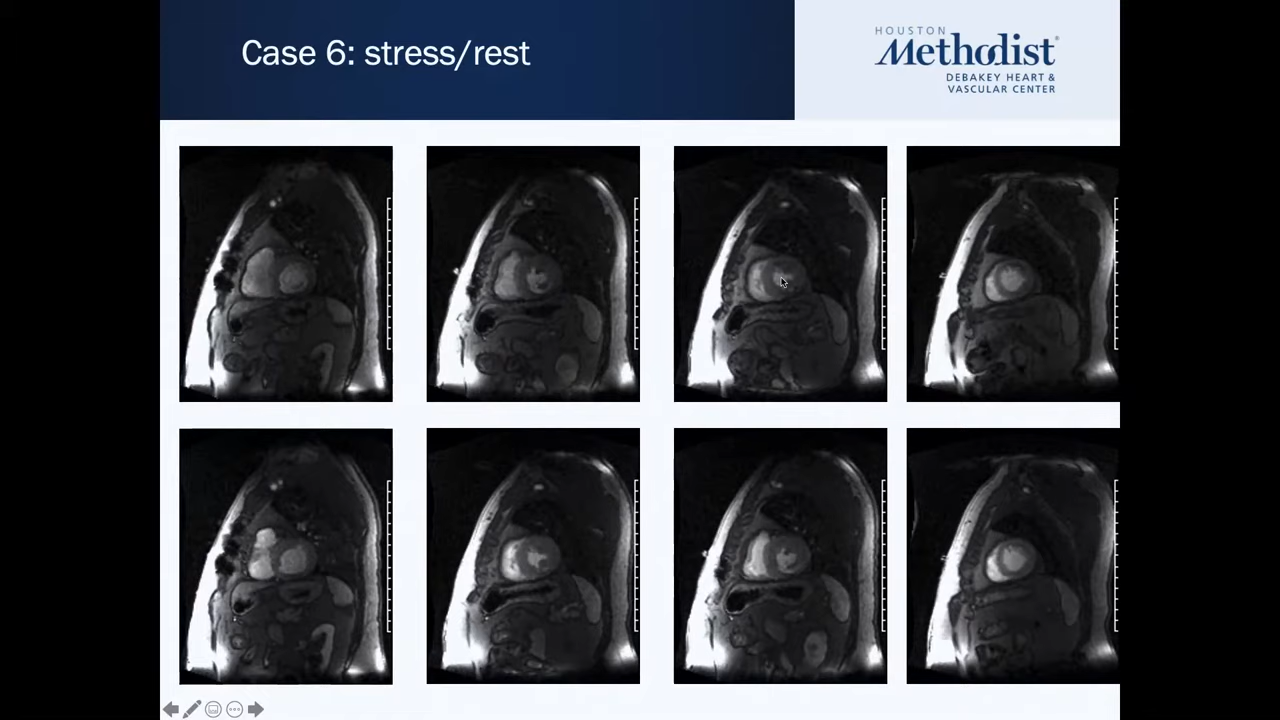 Case 6: stress/rest
HOUSTON
Methodist®
DEBAKEY HEART &
VASCULAR CENTER